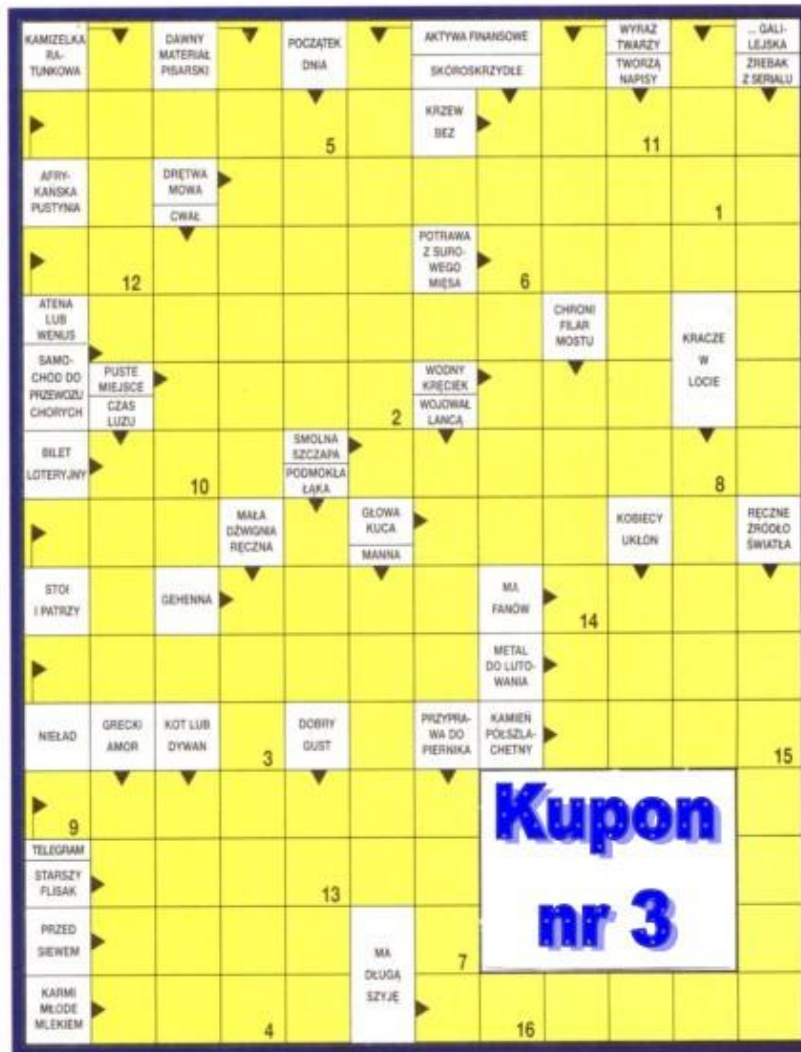 KAMIZELKA
RA-
TUNKOWA
DAWNY
MATERIAŁ
PISARSKI
POCZĄTEK
DNIA
AKTYWA FINANSOWE
SKÓROSKRZYDŁE
WYRAZ
TWARZY
TWORZĄ
NAPISY
... GALI-
LEJSKA
ŹREBAK
Z SERIALU
5
KRZEW
BEZ
11
AFRY-
KAŃSKA
PUSTYNIA
DRĘTWA
MOWA
CWAŁ
1
12
POTRAWA
Z SURO-
WEGO
MIĘSA
6
ATENA
LUB
WENUS
SAMO-
CHÓD DO
PRZEWOZU
CHORYCH
CHRONI
FILAR
MOSTU
KRACZE
W
LOCIE
PUSTE
MIEJSCE
CZAS
LUZU
2
WODNY
KRĘCIEK
WOJOWAŁ
LANCĄ
BILET
LOTERYJNY
10
SMOLNA
SZCZAPA
PODMOKŁA
ŁĄKA
8
MAŁA
DŹWIGNIA
RĘCZNA
GŁOWA
KUCA
MANNA
KOBIECY
UKŁON
RĘCZNE
ŹRÓDŁO
ŚWIATŁA
STOI
I PATRZY
GEHENNA
MA
FANÓW
14
METAL
DO LUTO-
WANIA
NIEŁAD
GRECKI
AMOR
KOT LUB
DYWAN
3
DOBRY
GUST
PRZYPRA-
WA DO
PIERNIKA
KAMIEŃ
PÓŁSZLA-
CHETNY
15
9
Kupon
nr 3
TELEGRAM
STARSZY
FLISAK
13
PRZED
SIEWEM
MA
DŁUGĄ
SZYJĘ
7
KARMI
MŁODE
MLEKIEM
4
16